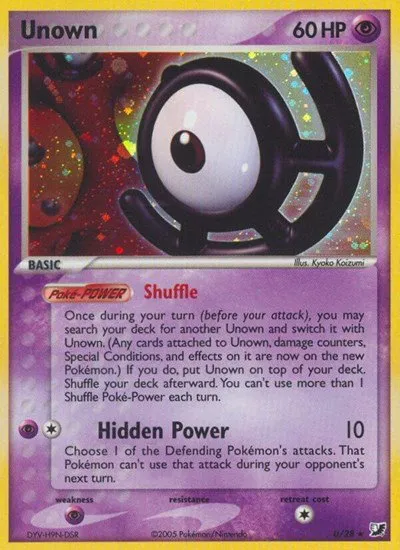 Unown
60 HP
BASIC
Illus. Kyoko Koizumi
Poké-POWER Shuffle
Once during your turn (before your attack), you may
search your deck for another Unown and switch it with
Unown. (Any cards attached to Unown, damage counters,
Special Conditions, and effects on it are now on the new
Pokémon.) If you do, put Unown on top of your deck.
Shuffle your deck afterward. You can't use more than 1
Shuffle Poké-Power each turn.
Hidden Power 10
Choose 1 of the Defending Pokémon's attacks. That
Pokémon can't use that attack during your opponent's
next turn.
weakness resistance retreat cost
DYV-H9N-DSR ©2005 Pokémon/Nintendo /28 ★